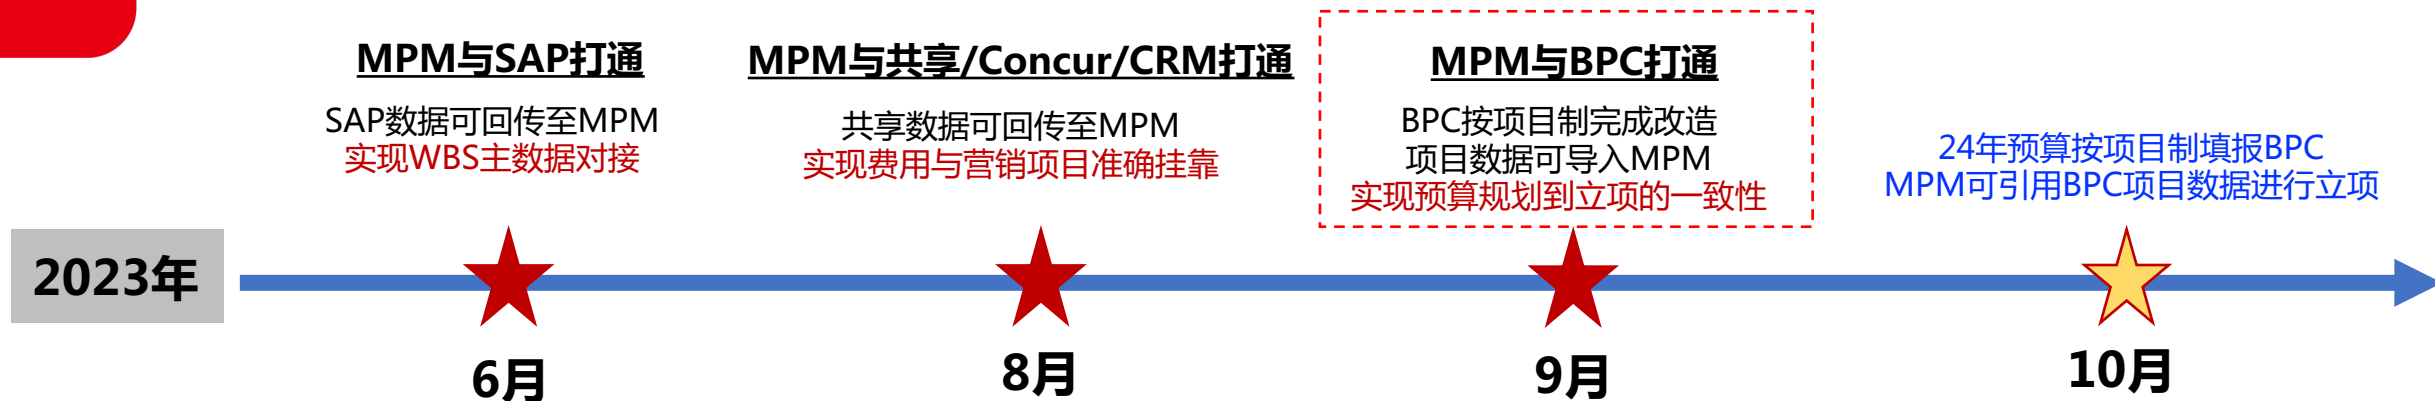 MPM与SAP打通
SAP数据可回传至MPM
实现WBS主数据对接
MPM与共享/Concur/CRM打通
共享数据可回传至MPM
实现费用与营销项目准确挂靠
MPM与BPC打通
BPC按项目制完成改造
项目数据可导入MPM
实现预算规划到立项的一致性
24年预算按项目制填报BPC
MPM可引用BPC项目数据进行立项
2023年
6月
8月
9月
10月